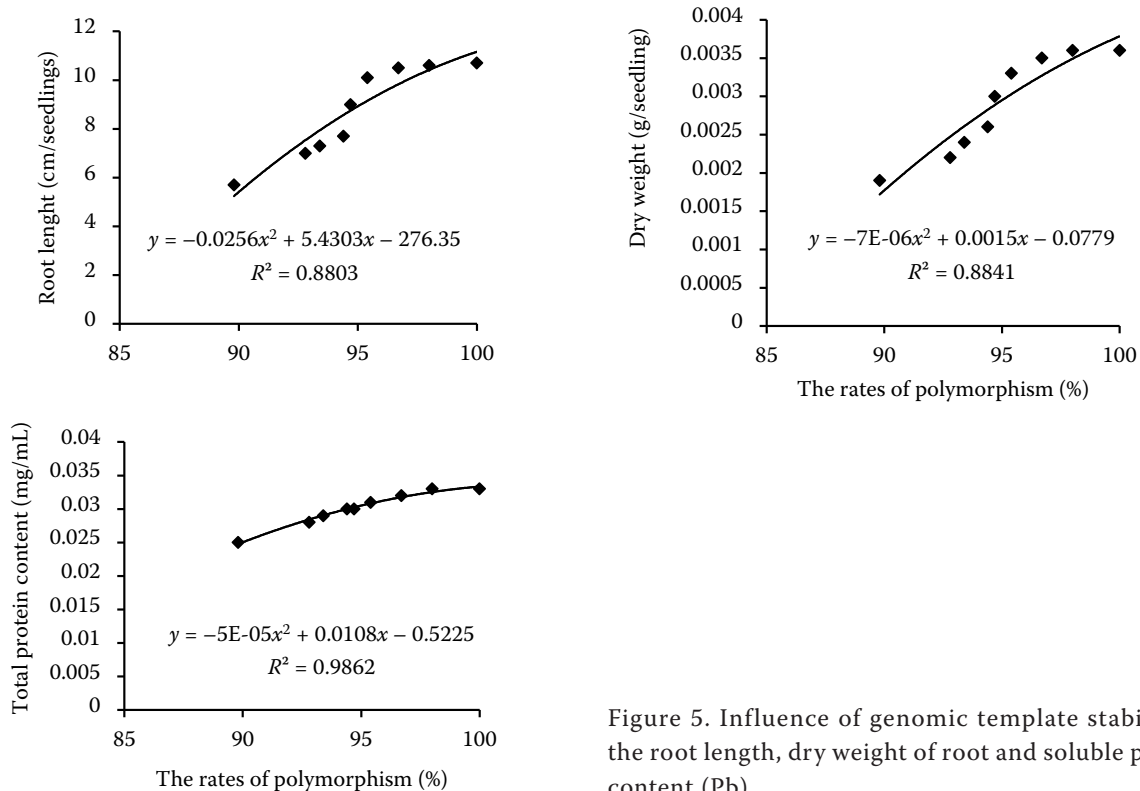 Root lenght (cm/seedlings)
12
10
8
6
4
2
0
y = −0.0256x² + 5.4303x − 276.35
R² = 0.8803
85 90 95 100
Dry weight (g/seedling)
0.004
0.0035
0.003
0.0025
0.002
0.0015
0.001
0.0005
0
y = −7E-06x² + 0.0015x − 0.0779
R² = 0.8841
85 90 95 100
The rates of polymorphism (%)
Total protein content (mg/mL)
0.04
0.035
0.03
0.025
0.02
0.015
0.01
0.005
0
y = −5E-05x² + 0.0108x − 0.5225
R² = 0.9862
85 90 95 100
The rates of polymorphism (%)
Figure 5. Influence of genomic template stabi
the root length, dry weight of root and soluble p
content (Pb)